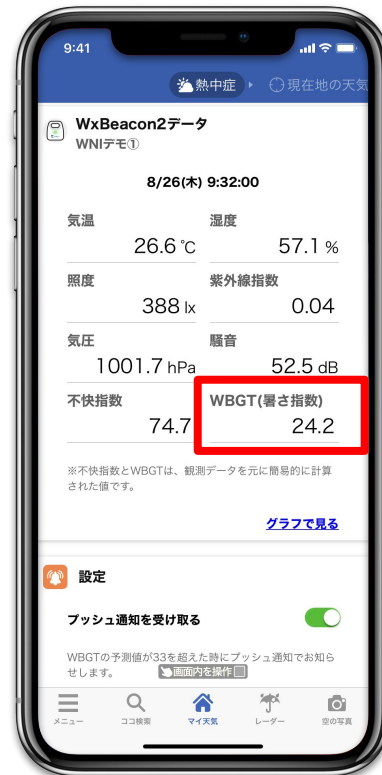 9:41
熱中症 現在地の天気
WxBeacon2データ
WNIデモ①
8/26(木) 9:32:00
気温 湿度
26.6 ℃ 57.1 %
照度 紫外線指数
388 lx 0.04
気圧 騒音
1001.7 hPa 52.5 dB
不快指数 WBGT(暑さ指数)
74.7 24.2
※不快指数とWBGTは、観測データを元に簡易的に計算
された値です。
グラフで見る
設定
プッシュ通知を受け取る
WBGTの予測値が33を超えた時にプッシュ通知でお知ら
せします。 画面内を操作
メニュー ココ検索 マイ天気 レーダー 空の写真